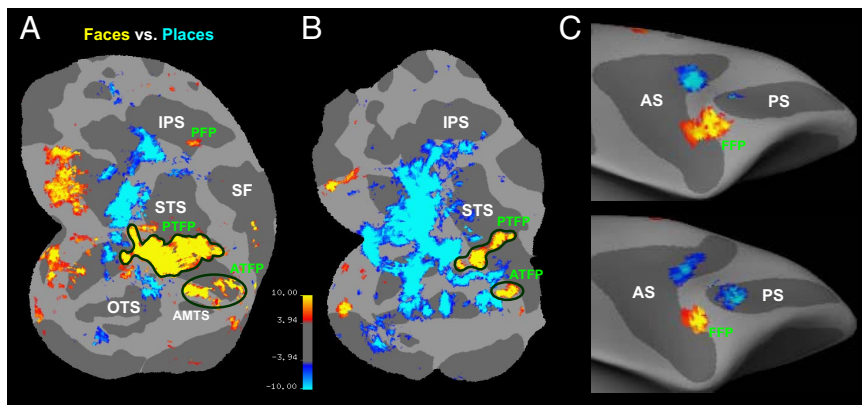 A
B
C
Faces vs. Places
IPS
PFP
SF
STS
PTFP
ATFP
OTS
AMTS
10.00
3.94
-3.94
-10.00
IPS
STS
PTFP
ATFP
AS
PS
PFP
AS
PS
PFP